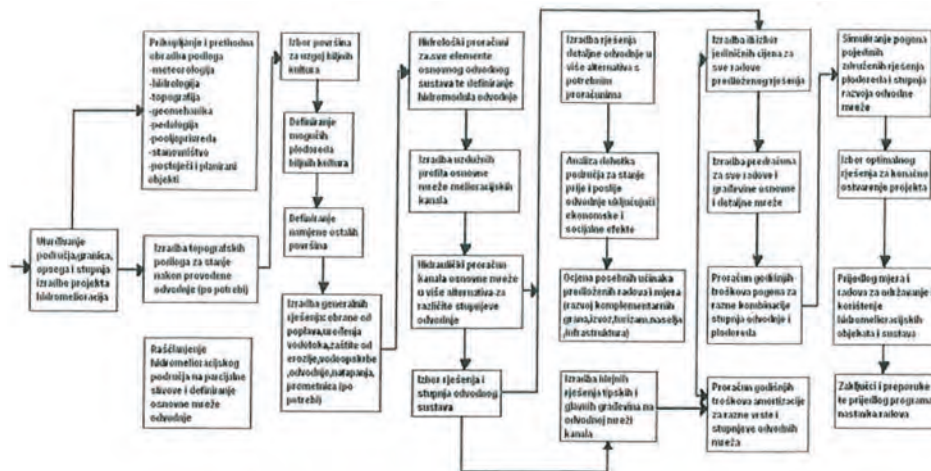 Prikupljanje i prethodna
obradba podloga
-meteorologija
-hidrologija
-topografija
-geomehanika
-pedologija
-poljoprivreda
-stanovništvo
-postojeći i planirani
objekti
Utvrđivanje
područja,granica,
opsega i stupnja
izradbe projekta
hidromelioracija
Izradba topografskih
podloga za stanje
nakon provedene
odvodnje (po potrebi)
Raščlanjenje
hidromelioracijskog
područja na parcijalne
slivove i definiranje
osnovne mreže
odvodnje
Izbor površina
za uzgoj biljnih
kultura
Definiranje
mogućih
plodoreda
biljnih kultura
Definiranje
namjene ostalih
površina
Izradba generalnih
rješenja: obrane od
poplava,uređenja
vodotoka,zaštite od
erozije,vodoopskrbe
,odvodnje,natapanja,
prometnica (po
potrebi)
Hidrološki proračuni
za sve elemente
osnovnog odvodnog
sustava te definiranje
hidromodula odvodnje
Izradba uzdužnih
profila osnovne
mreže melioracijskih
kanala
Hidraulički proračun
kanala osnovne mreže
u više alternativa za
različite stupnjeve
odvodnje
Izbor rješenja i
stupnja odvodnog
sustava
Izradba rješenja
detaljne odvodnje u
više alternativa s
potrebnim
proračunima
Analiza dohotka
područja za stanje
prije i poslije
odvodnje uključujući
ekonomske i
socijalne efekte
Ocjena posebnih učinaka
predloženih radova i mjera
(razvoj komplementarnih
grana,izvoz,turizam,naselja
,infrastruktura)
Izradba idejnih
rješenja tipskih i
glavnih građevina na
odvodnoj mreži
kanala
Izradba ili izbor
jediničnih cijena za
sve radove
predloženog rješenja
Izradba predračuna
za sve radove i
građevine osnovne
i detaljne mreže
Proračun godišnjih
troškova pogona za
razne kombinacije
stupnja odvodnje i
plodoreda
Proračun godišnjih
troškova amortizacije
za razne vrste i
stupnjeve odvodnih
mreža
Simuliranje pogona
pojedinih
združenih rješenja
plodoreda i stupnja
razvoja odvodne
mreže
Izbor optimalnog
rješenja za konačno
ostvarenje projekta
Prijedlog mjera i
radova za održavanje i
korištenje
hidromelioracijskih
objekata i sustava
Zaključci i preporuke
te prijedlog programa
nastavka radova